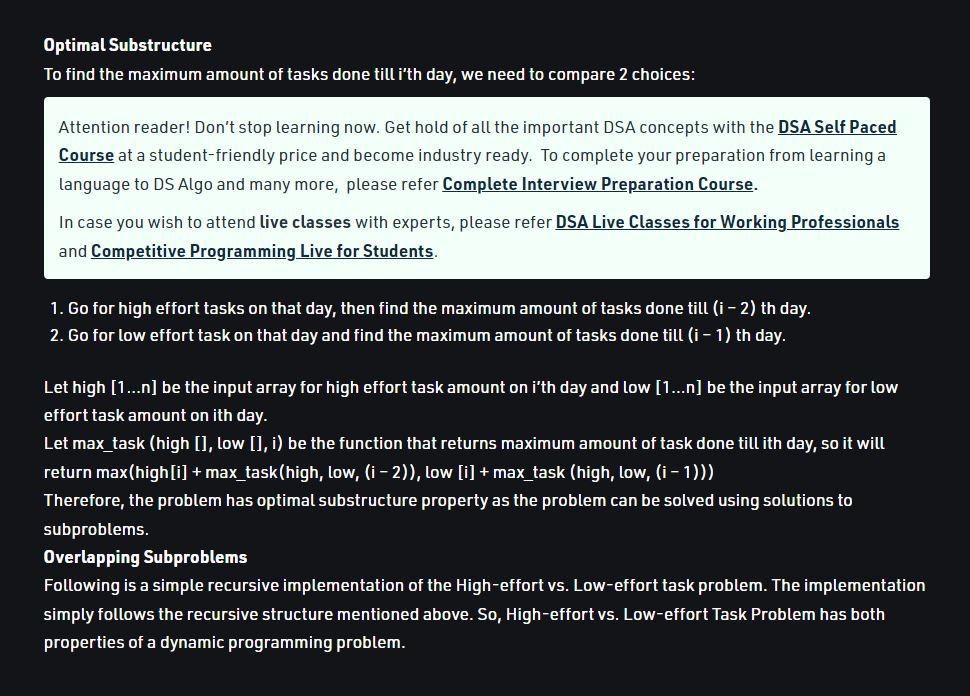 Optimal Substructure
To find the maximum amount of tasks done till i’th day, we need to compare 2 choices:
Attention reader! Don’t stop learning now. Get hold of all the important DSA concepts with the DSA Self Paced
Course at a student-friendly price and become industry ready.  To complete your preparation from learning a
language to DS Algo and many more,  please refer Complete Interview Preparation Course.
In case you wish to attend live classes with experts, please refer DSA Live Classes for Working Professionals
and Competitive Programming Live for Students.
1. Go for high effort tasks on that day, then find the maximum amount of tasks done till (i – 2) th day.
2. Go for low effort task on that day and find the maximum amount of tasks done till (i – 1) th day.
Let high [1…n] be the input array for high effort task amount on i’th day and low [1…n] be the input array for low
effort task amount on ith day.
Let max_task (high [], low [], i) be the function that returns maximum amount of task done till ith day, so it will
return max(high[i] + max_task(high, low, (i – 2)), low [i] + max_task (high, low, (i – 1)))
Therefore, the problem has optimal substructure property as the problem can be solved using solutions to
subproblems.
Overlapping Subproblems
Following is a simple recursive implementation of the High-effort vs. Low-effort task problem. The implementation
simply follows the recursive structure mentioned above. So, High-effort vs. Low-effort Task Problem has both
properties of a dynamic programming problem.